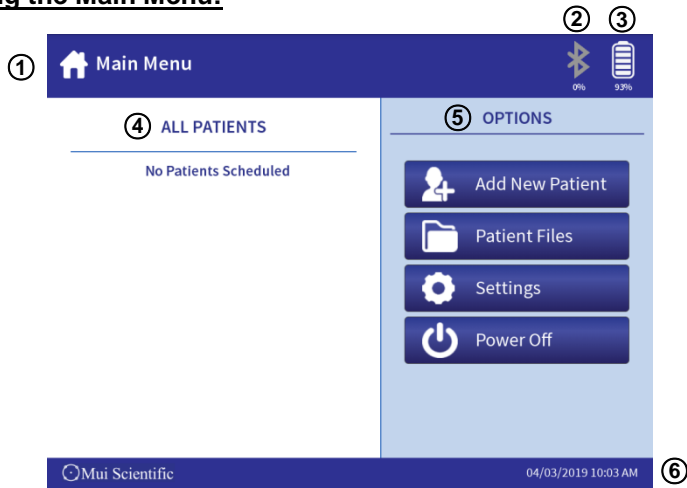 ng the Main Menu:
② ③
① Main Menu
0% 93%
④ ALL PATIENTS
⑤ OPTIONS
No Patients Scheduled
Add New Patient
Patient Files
Settings
Power Off
Mui Scientific
04/03/2019 10:03 AM ⑥